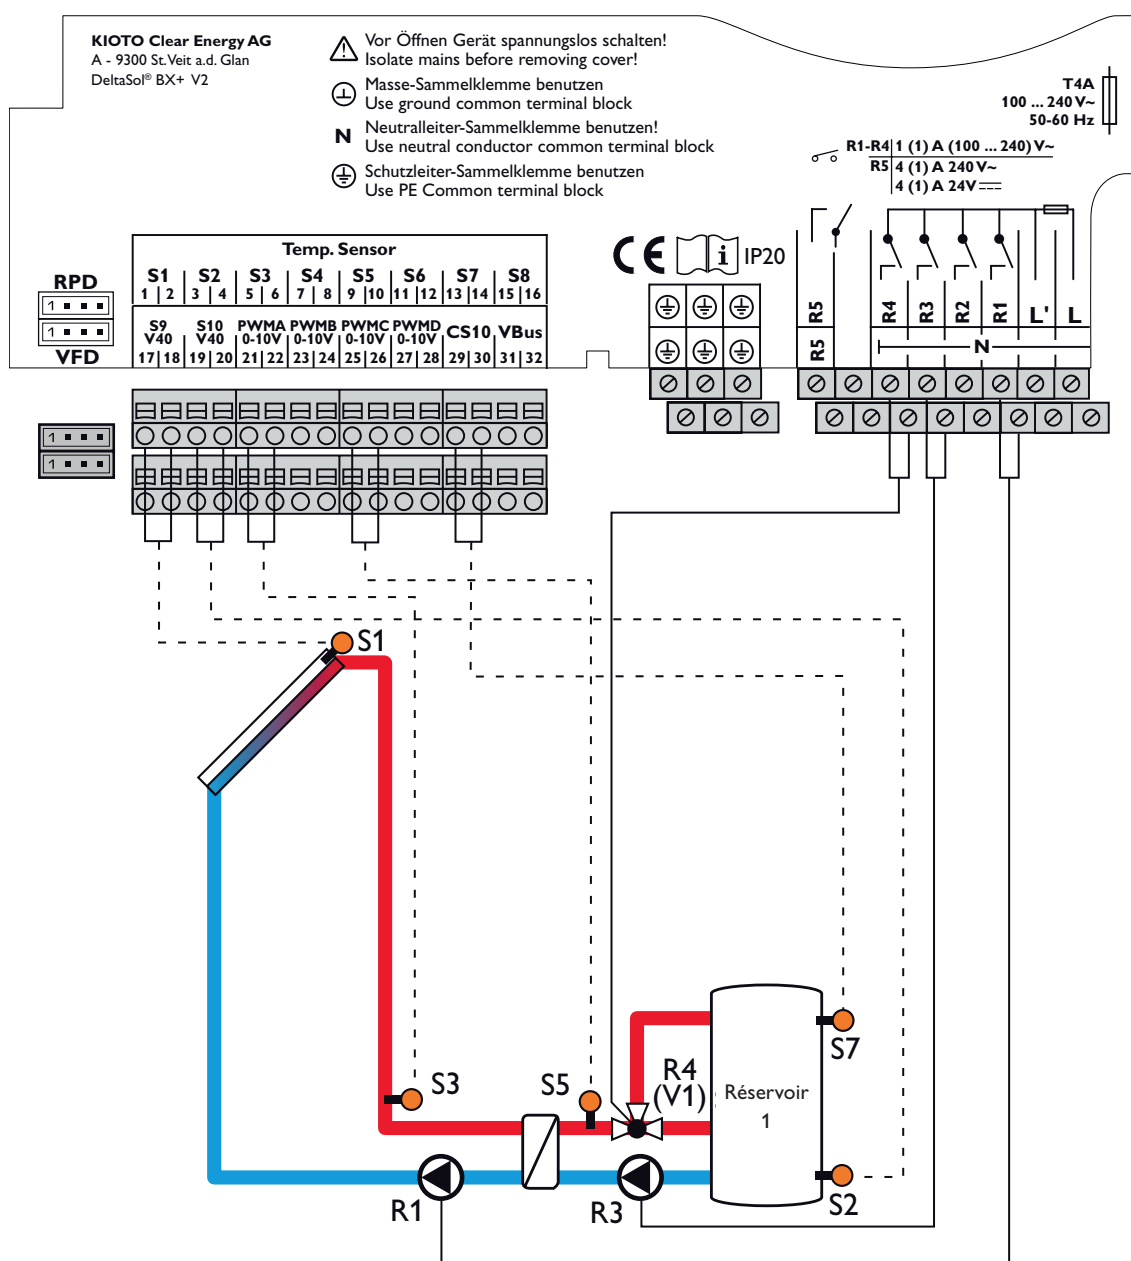 KIOTO Clear Energy AG
A - 9300 St.Veit a.d. Glan
DeltaSol® BX+ V2
Vor Öffnen Gerät spannungslos schalten!
Isolate mains before removing cover!
Masse-Sammelklemme benutzen
Use ground common terminal block
N Neutralleiter-Sammelklemme benutzen!
Use neutral conductor common terminal block
Schutzleiter-Sammelklemme benutzen
Use PE Common terminal block
T4A
100 ... 240 V~
50-60 Hz
R1-R4 1 (1) A (100 ... 240) V~
R5 4 (1) A 240 V~
4 (1) A 24V
Temp. Sensor
S1 S2 S3 S4 S5 S6 S7 S8
1 2 3 4 5 6 7 8 9 10 11 12 13 14 15 16
S9 S10 PWMA PWMB PWMC PWMD CS10 VBus
V40 V40 0-10V 0-10V 0-10V 0-10V
17 18 19 20 21 22 23 24 25 26 27 28 29 30 31 32
RPD
1
1
VFD
CE i IP20
R5 R4 R3 R2 R1 L' L
R5 N
1
1
S1
S3
S5
R4
(V1)
S7
Réservoir
1
S2
R1
R3